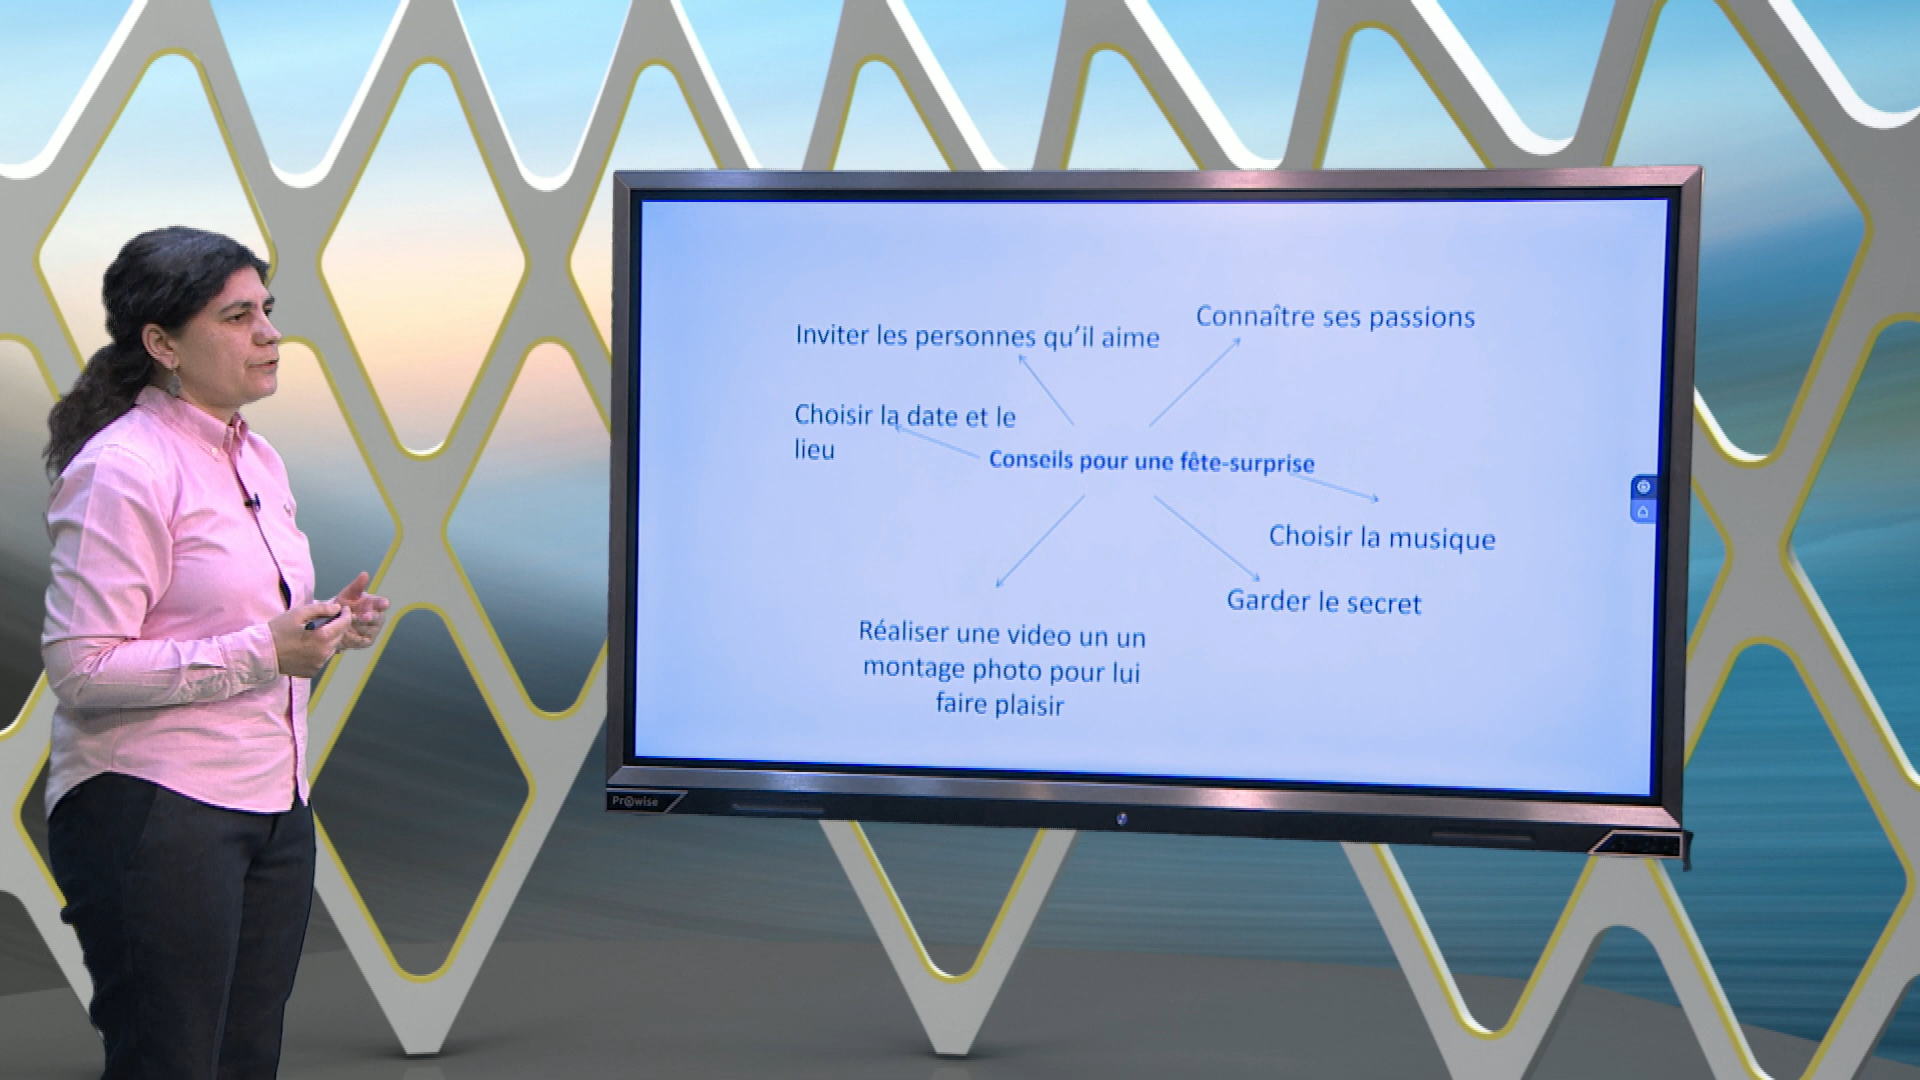 Connaître ses passions
Inviter les personnes qu'il aime
Choisir la date et le
lieu
Conseils pour une fête-surprise
Choisir la musique
Garder le secret
Réaliser une video un un
montage photo pour lui
faire plaisir
Prowise